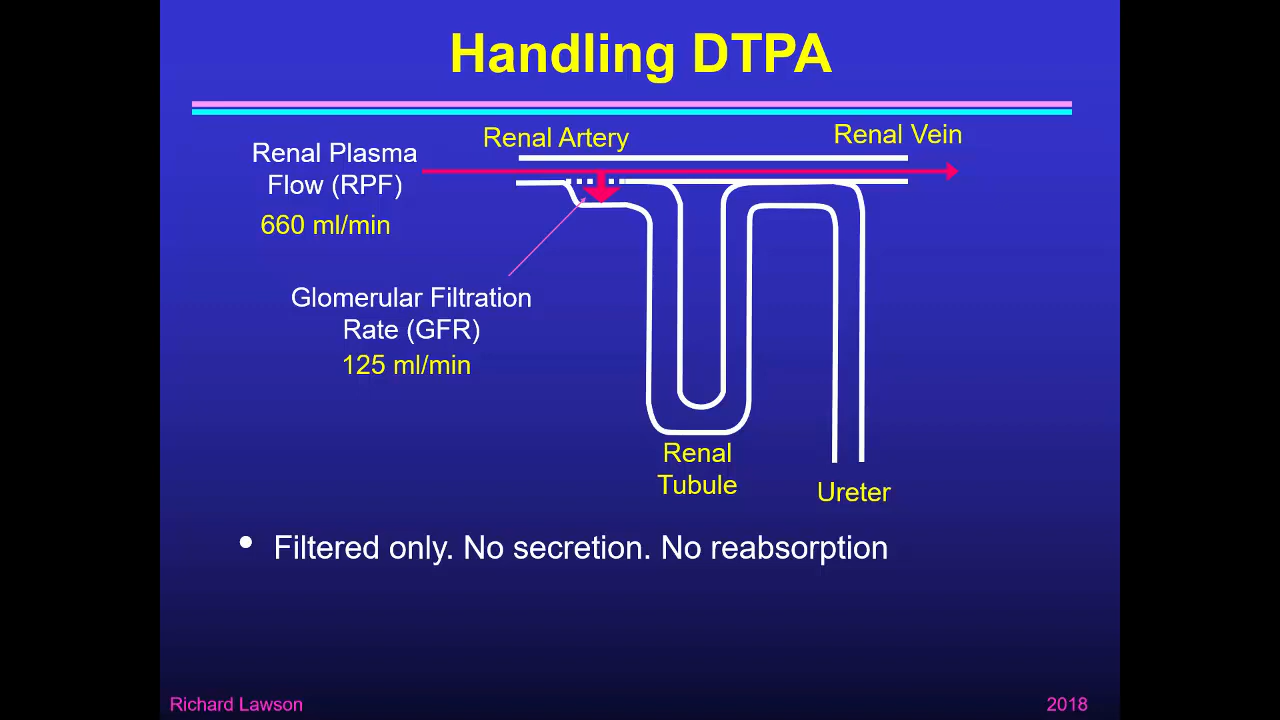 Handling DTPA
Renal Artery
Renal Vein
Renal Plasma
Flow (RPF)
660 ml/min
Glomerular Filtration
Rate (GFR)
125 ml/min
Renal
Tubule
Ureter
• Filtered only. No secretion. No reabsorption
Richard Lawson
2018